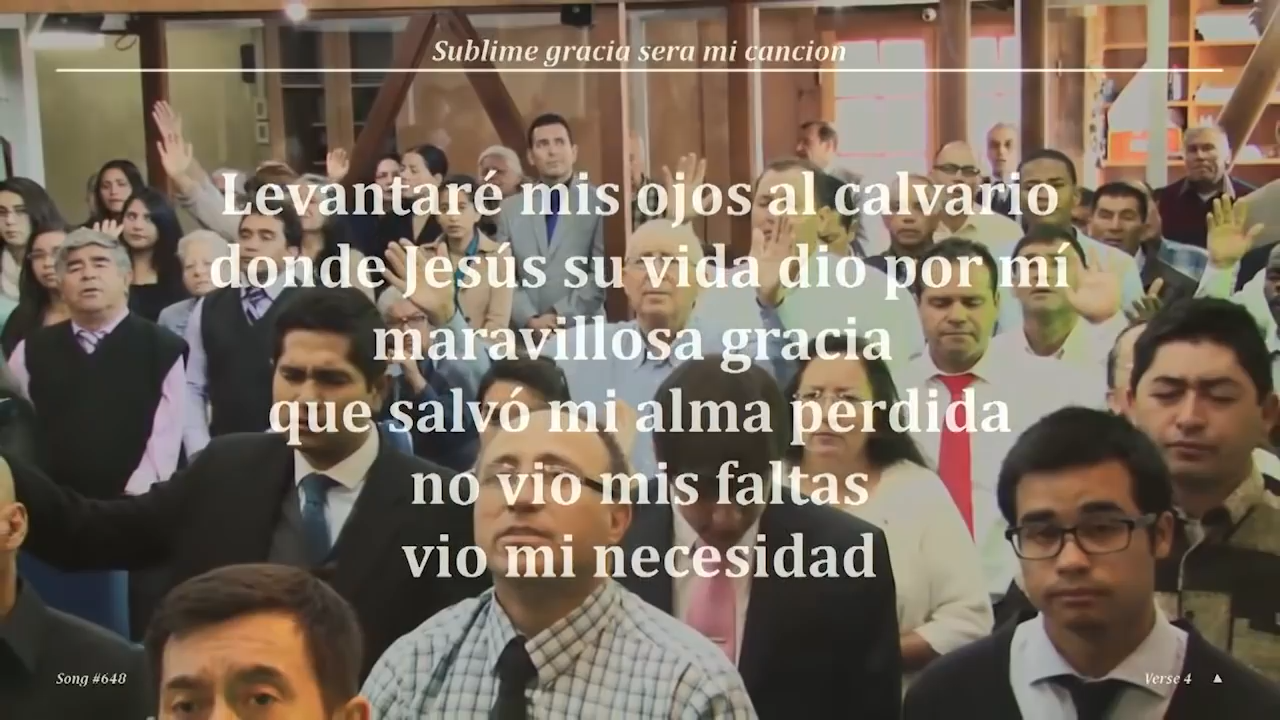 Sublime gracia sera mi cancion
Levantaré mis ojos al calvario
donde Jesús su vida dio por mí
maravillosa gracia
que salvó mi alma perdida
no vio mis faltas
vio mi necesidad
Song #648
Verse 4 ▲